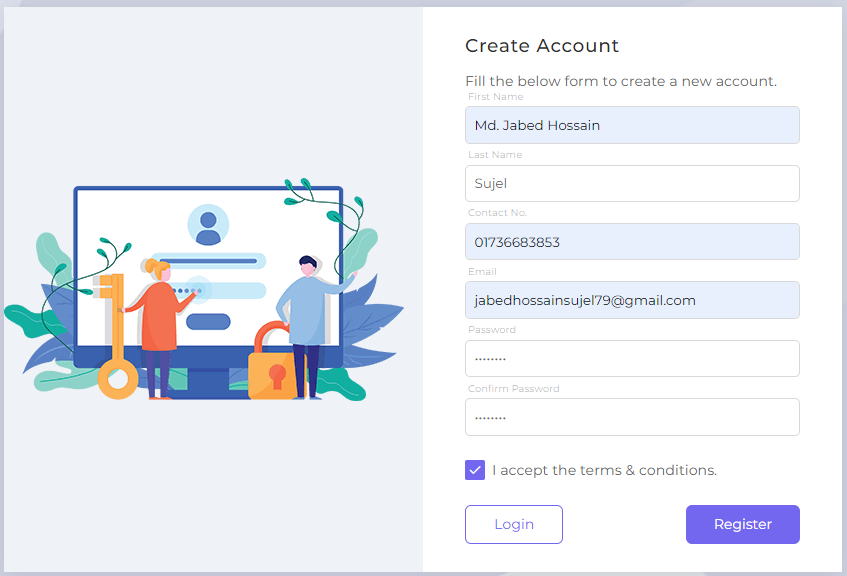 Create Account
Fill the below form to create a new account.
First Name
Md. Jabed Hossain
Last Name
Sujel
Contact No.
01736683853
Email
jabedhossainsujel79@gmail.com
Password
••••••••
Confirm Password
••••••••
I accept the terms & conditions.
Login
Register